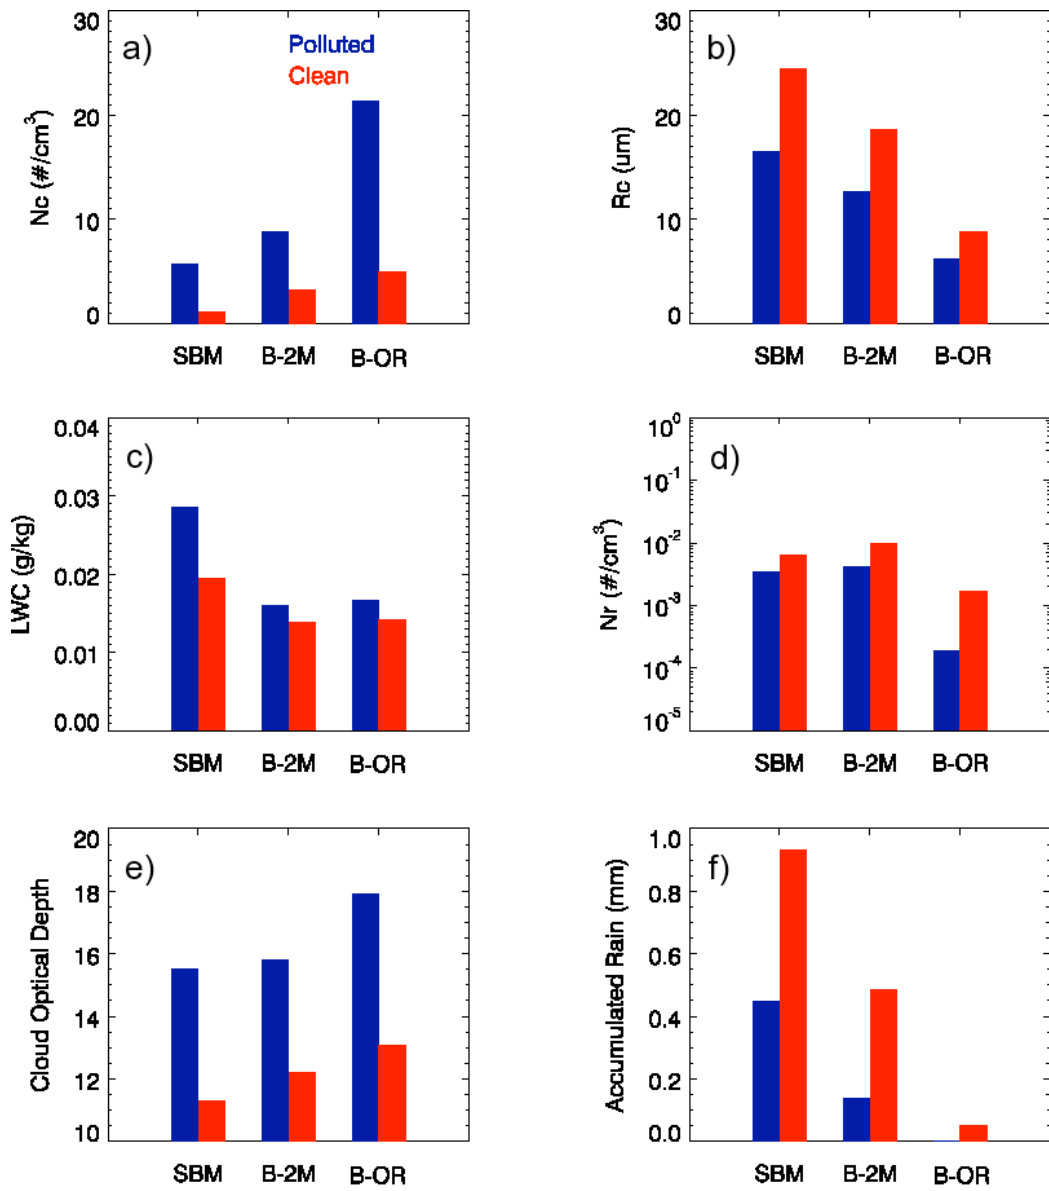 a)
Polluted
Clean
Nc (#/cm³)
30
20
10
0
SBM B-2M B-OR
b)
Rc (um)
30
20
10
0
SBM B-2M B-OR
c)
LWC (g/kg)
0.04
0.03
0.02
0.01
0.00
SBM B-2M B-OR
d)
Nr (#/cm³)
10⁰
10⁻¹
10⁻²
10⁻³
10⁻⁴
10⁻⁵
SBM B-2M B-OR
e)
Cloud Optical Depth
20
18
16
14
12
10
SBM B-2M B-OR
f)
Accumulated Rain (mm)
1.0
0.8
0.6
0.4
0.2
0.0
SBM B-2M B-OR